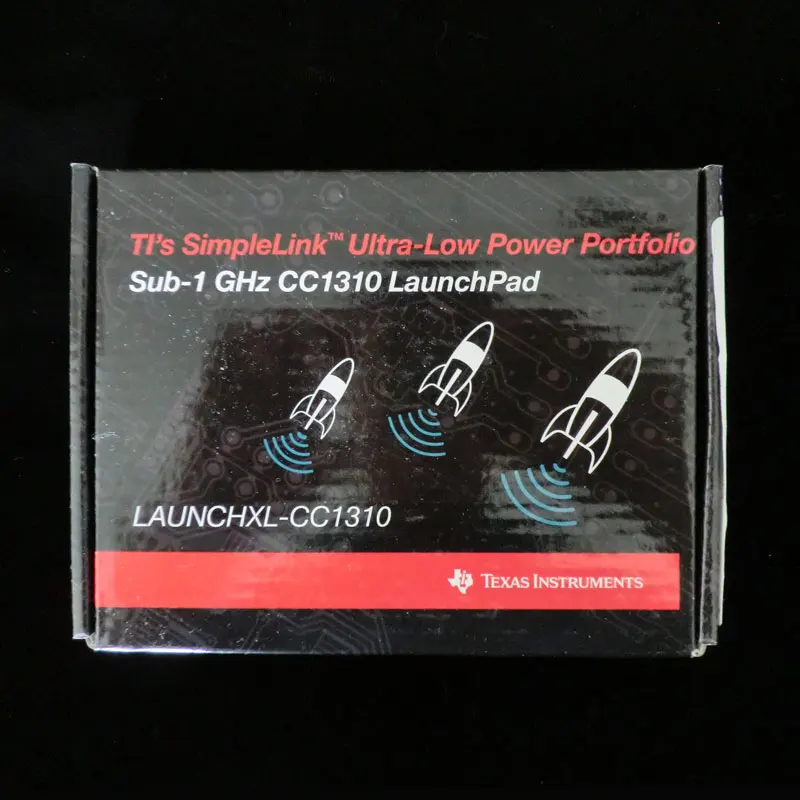 TI's SimpleLink™ Ultra-Low Power Portfolio
Sub-1 GHz CC1310 LaunchPad
LAUNCHXL-CC1310
TEXAS INSTRUMENTS